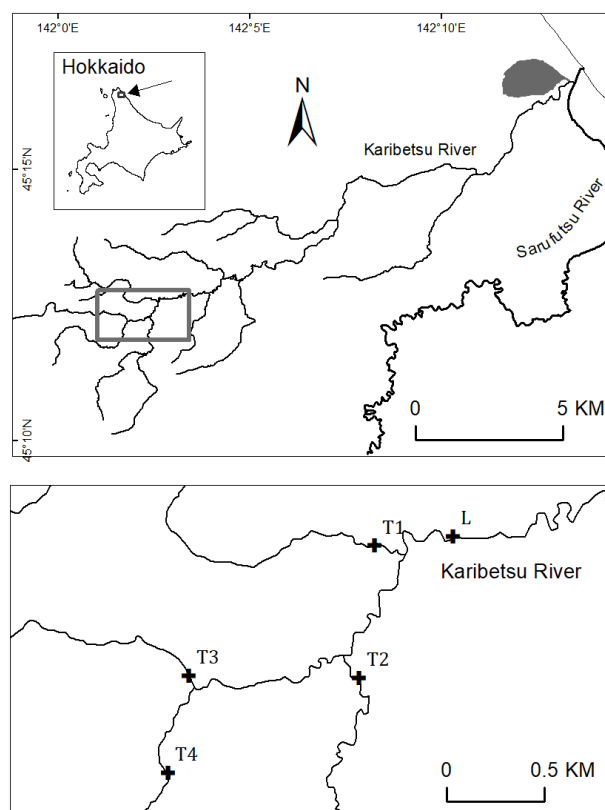 142°0'E
142°5'E
142°10'E
Hokkaido
N
Karibetsu River
45°15'N
Sarufutsu River
0
5 KM
45°10'N
T1
L
Karibetsu River
T3
T2
T4
0
0.5 KM